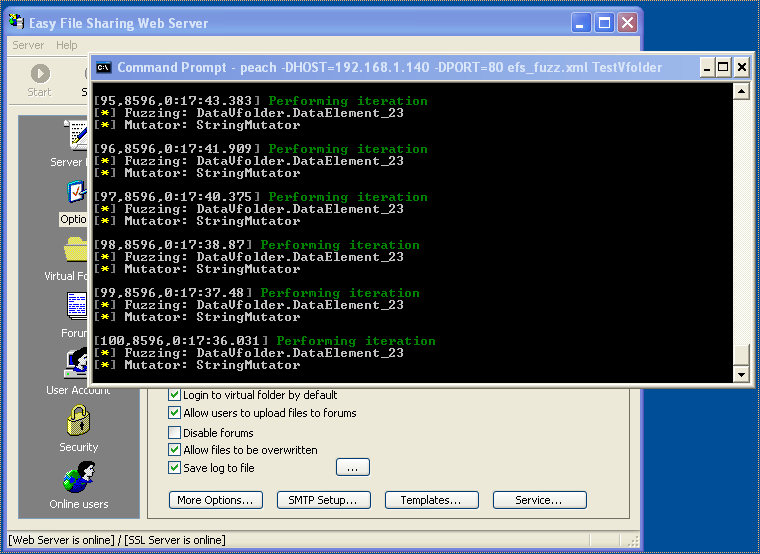 Easy File Sharing Web Server
Server Help
Start
Command Prompt - peach -DHOST=192.168.1.140 -DPORT=80 efs_fuzz.xml TestVfolder
[95,8596,0:17:43.383] Performing iteration
[*] Fuzzing: DataVfolder.DataElement_23
[*] Mutator: StringMutator
[96,8596,0:17:41.909] Performing iteration
[*] Fuzzing: DataVfolder.DataElement_23
[*] Mutator: StringMutator
[97,8596,0:17:40.375] Performing iteration
[*] Fuzzing: DataVfolder.DataElement_23
[*] Mutator: StringMutator
[98,8596,0:17:38.87] Performing iteration
[*] Fuzzing: DataVfolder.DataElement_23
[*] Mutator: StringMutator
[99,8596,0:17:37.48] Performing iteration
[*] Fuzzing: DataVfolder.DataElement_23
[*] Mutator: StringMutator
[100,8596,0:17:36.031] Performing iteration
[*] Fuzzing: DataVfolder.DataElement_23
[*] Mutator: StringMutator
Server
Optio
Virtual Fo
Forum
User Account
Security
Online users
Login to virtual folder by default
Allow users to upload files to forums
Disable forums
Allow files to be overwritten
Save log to file
...
More Options...
SMTP Setup...
Templates...
Service...
[Web Server is online] / [SSL Server is online]